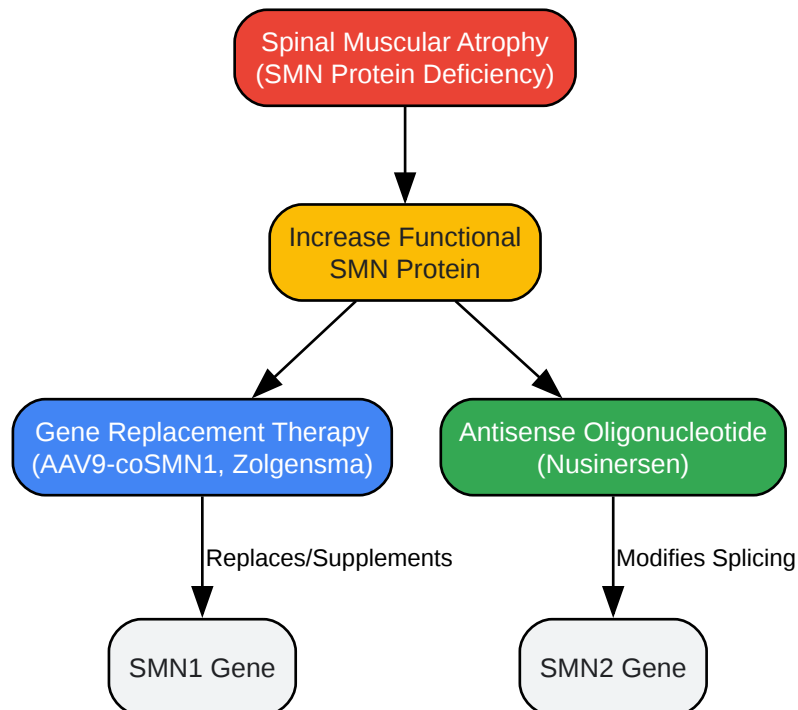 Spinal Muscular Atrophy
(SMN Protein Deficiency)
Increase Functional
SMN Protein
Gene Replacement Therapy
(AAV9-coSMN1, Zolgensma)
Antisense Oligonucleotide
(Nusinersen)
Replaces/Supplements
Modifies Splicing
SMN1 Gene
SMN2 Gene